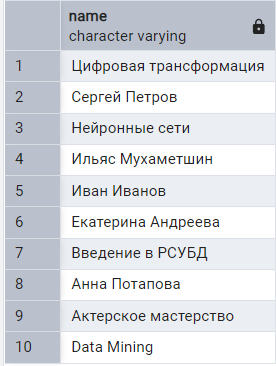 name
character varying
1 Цифровая трансформация
2 Сергей Петров
3 Нейронные сети
4 Ильяс Мухаметшин
5 Иван Иванов
6 Екатерина Андреева
7 Введение в РСУБД
8 Анна Потапова
9 Актерское мастерство
10 Data Mining